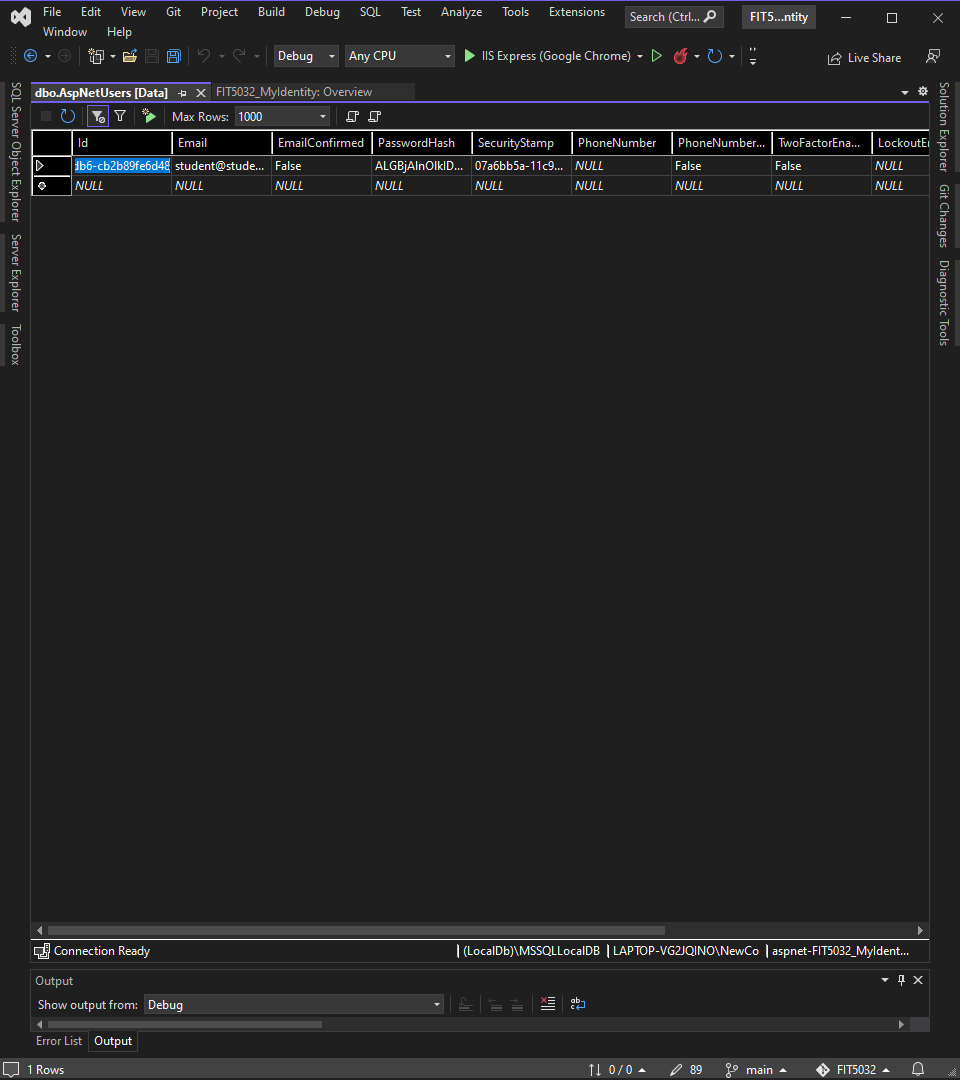 File Edit View Git Project Build Debug SQL Test Analyze Tools Extensions Search (Ctrl... FIT5...ntity
Window Help
Debug Any CPU IIS Express (Google Chrome) Live Share
dbo.AspNetUsers [Data] FIT5032_MyIdentity: Overview
Max Rows: 1000
Id Email EmailConfirmed PasswordHash SecurityStamp PhoneNumber PhoneNumber... TwoFactorEna... LockoutEn
db6-cb2b89fe6d48 student@stude... False ALGBjAInOIkID... 07a6bb5a-11c9... NULL False False NULL
NULL NULL NULL NULL NULL NULL NULL NULL NULL
SQL Server Object Explorer
Server Explorer
Toolbox
Solution Explorer
Git Changes
Diagnostic Tools
Connection Ready (LocalDb)\MSSQLLocalDB LAPTOP-VG2JQINO\NewCo aspnet-FIT5032_MyIdent...
Output
Show output from: Debug
Error List Output
1 Rows 0 / 0 89 main FIT5032